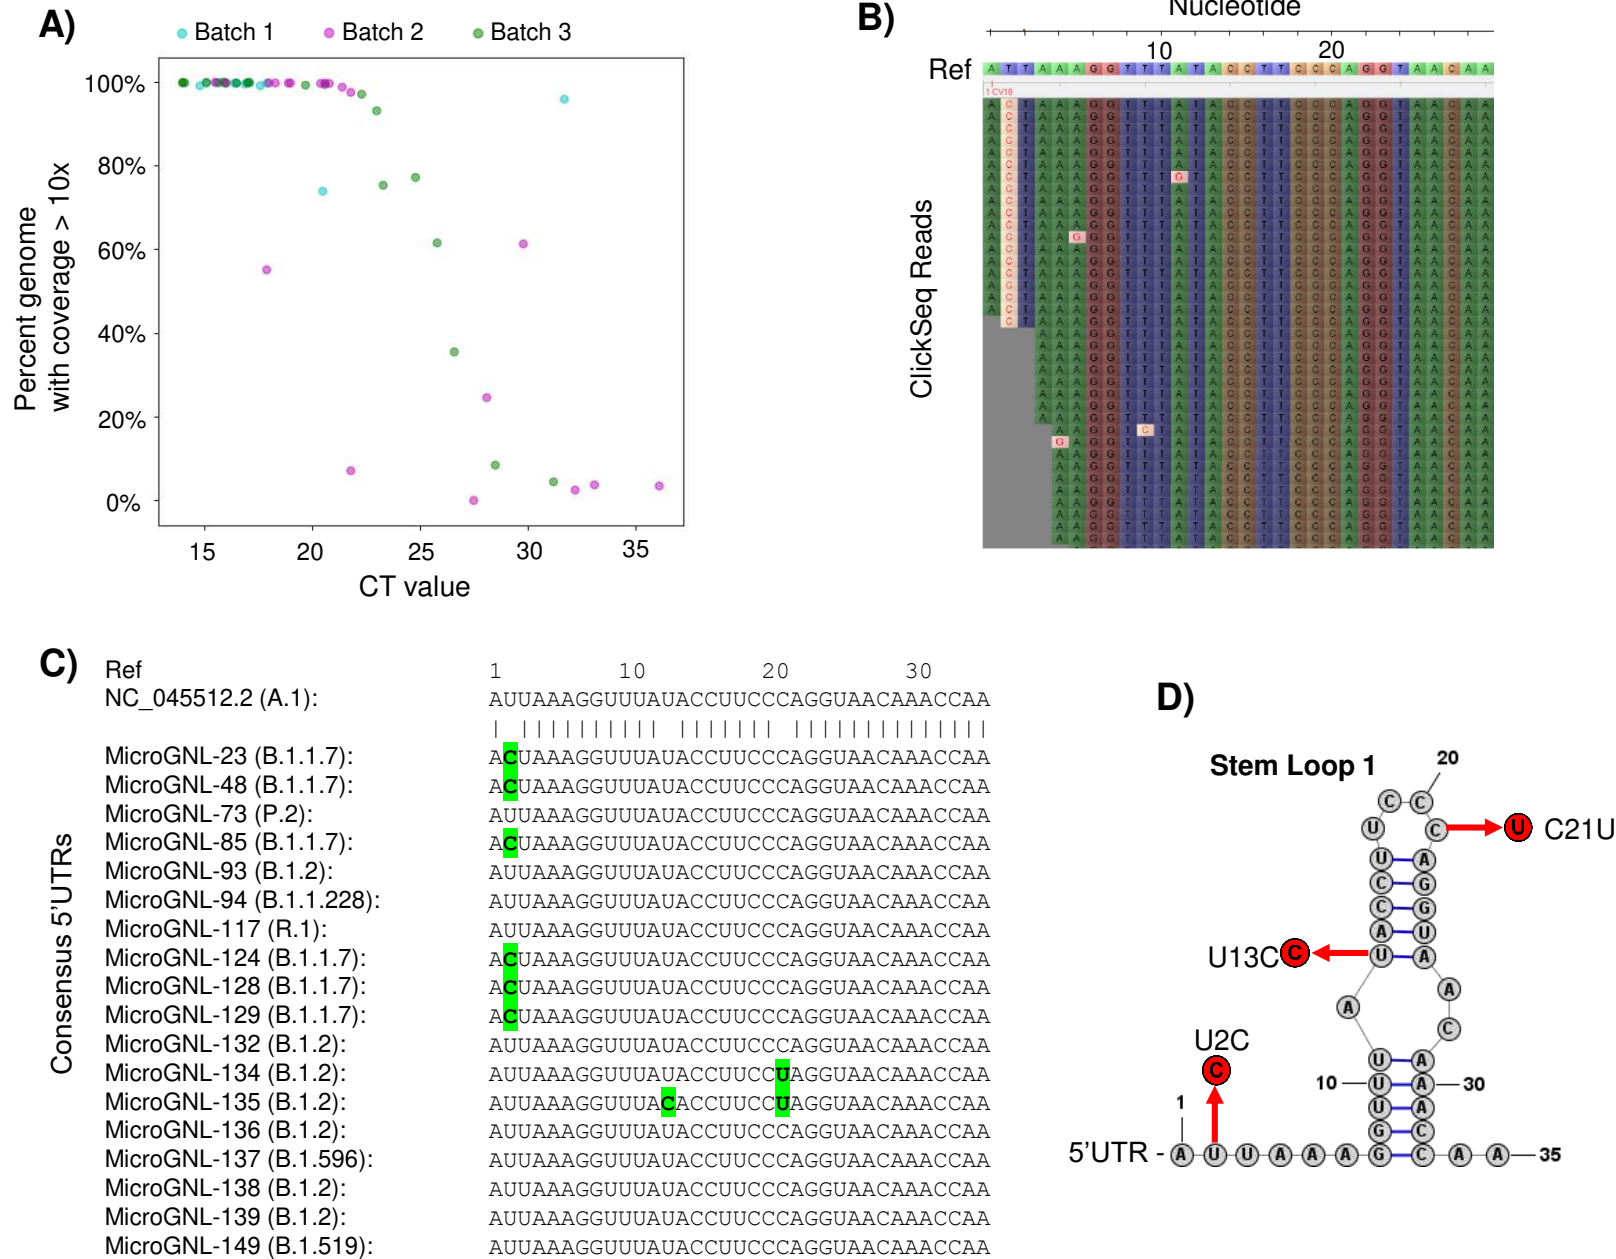 A)
Batch 1 Batch 2 Batch 3
100%
80%
60%
40%
20%
0%
Percent genome
with coverage > 10x
15 20 25 30 35
CT value
B)
Nucleotide
10 20
Ref A T T A A A G G T T T A T A C C T T C C C A G G T A A C A A
1 CV18
ClickSeq Reads
C)
Ref 1 10 20 30
NC_045512.2 (A.1): AUUAAAGGUUUAUACCUUCCCAGGUAACAAACCAA
MicroGNL-23 (B.1.1.7): ACUAAAGGUUUAUACCUUCCCAGGUAACAAACCAA
MicroGNL-48 (B.1.1.7): ACUAAAGGUUUAUACCUUCCCAGGUAACAAACCAA
MicroGNL-73 (P.2): AUUAAAGGUUUAUACCUUCCCAGGUAACAAACCAA
MicroGNL-85 (B.1.1.7): ACUAAAGGUUUAUACCUUCCCAGGUAACAAACCAA
MicroGNL-93 (B.1.2): AUUAAAGGUUUAUACCUUCCCAGGUAACAAACCAA
MicroGNL-94 (B.1.1.228): AUUAAAGGUUUAUACCUUCCCAGGUAACAAACCAA
MicroGNL-117 (R.1): AUUAAAGGUUUAUACCUUCCCAGGUAACAAACCAA
MicroGNL-124 (B.1.1.7): ACUAAAGGUUUAUACCUUCCCAGGUAACAAACCAA
MicroGNL-128 (B.1.1.7): ACUAAAGGUUUAUACCUUCCCAGGUAACAAACCAA
MicroGNL-129 (B.1.1.7): ACUAAAGGUUUAUACCUUCCCAGGUAACAAACCAA
MicroGNL-132 (B.1.2): AUUAAAGGUUUAUACCUUCCCAGGUAACAAACCAA
MicroGNL-134 (B.1.2): AUUAAAGGUUUAUACCUUCCUAGGUAACAAACCAA
MicroGNL-135 (B.1.2): AUUAAAGGUUUACACCUUCCUAGGUAACAAACCAA
MicroGNL-136 (B.1.2): AUUAAAGGUUUAUACCUUCCCAGGUAACAAACCAA
MicroGNL-137 (B.1.596): AUUAAAGGUUUAUACCUUCCCAGGUAACAAACCAA
MicroGNL-138 (B.1.2): AUUAAAGGUUUAUACCUUCCCAGGUAACAAACCAA
MicroGNL-139 (B.1.2): AUUAAAGGUUUAUACCUUCCCAGGUAACAAACCAA
MicroGNL-149 (B.1.519): AUUAAAGGUUUAUACCUUCCCAGGUAACAAACCAA
Consensus 5'UTRs
D)
Stem Loop 1
20
C C
U C U C21U
U A
C G
C G
A U
U13C C U A
A A
C
U2C
C
U A
10 U A 30
U A
G C
1
5'UTR - A U U A A A G C A A 35